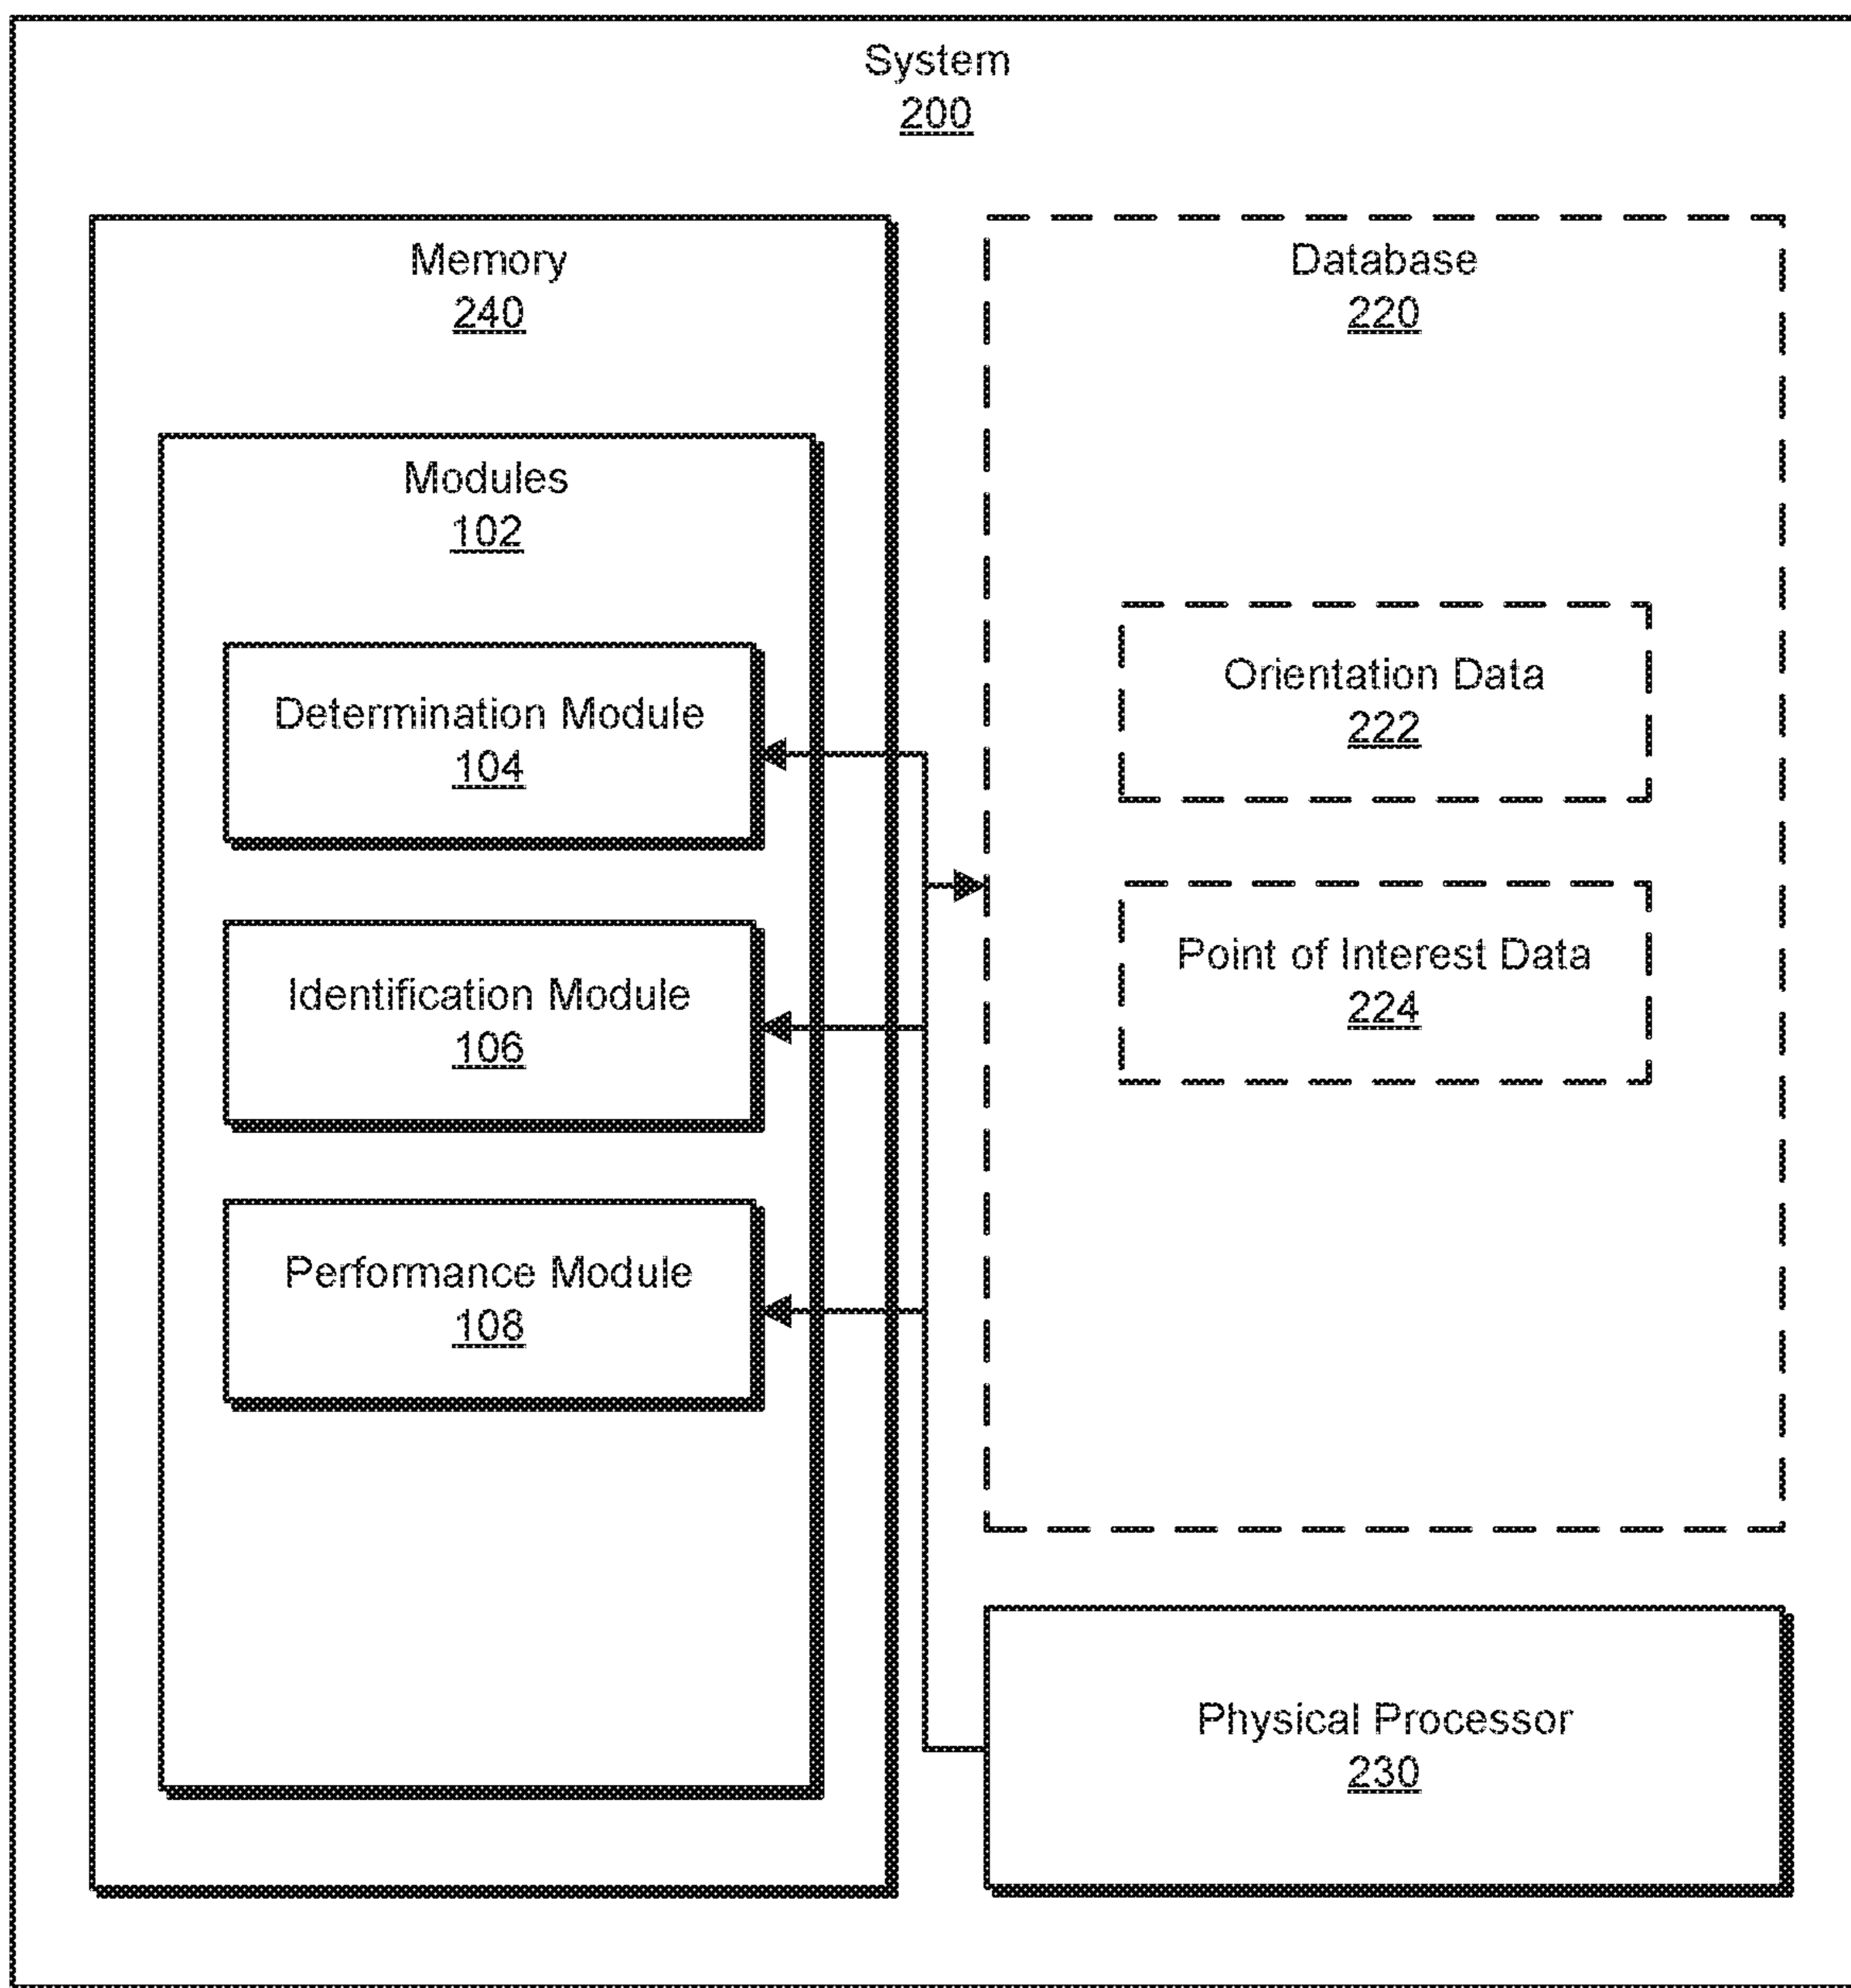 System
200
Memory
240
Modules
102
Determination Module
104
Identification Module
106
Performance Module
108
Database
220
Orientation Data
222
Point of Interest Data
224
Physical Processor
230